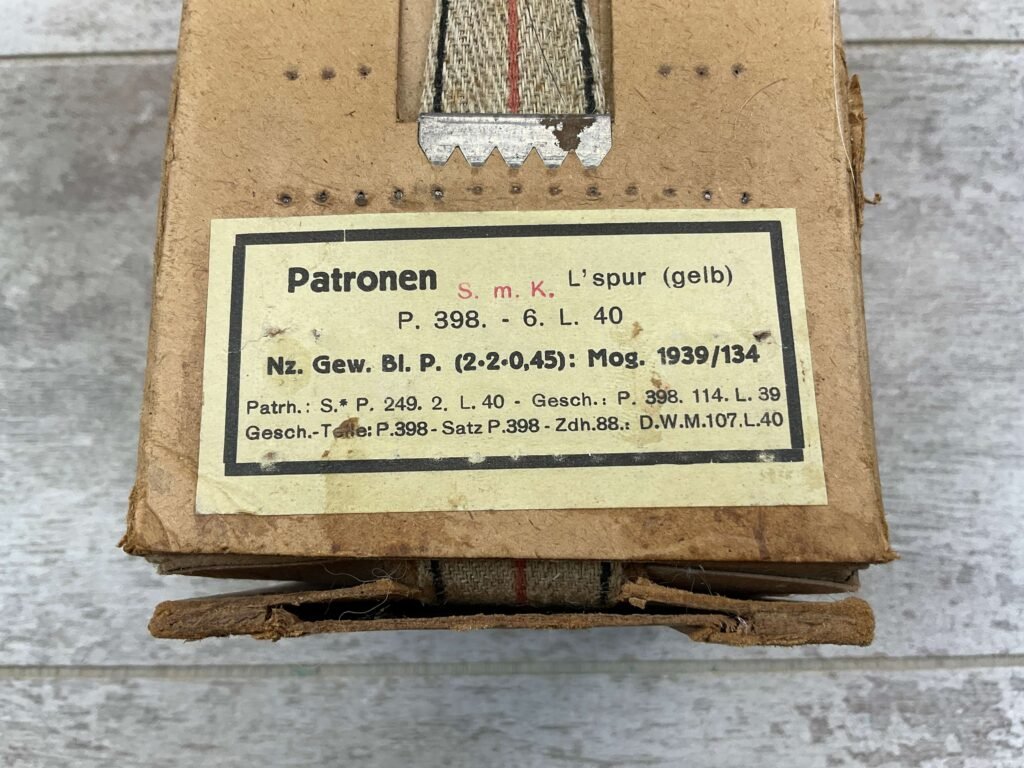 Patronen S. m. K. L'spur (gelb)
P. 398. - 6. L. 40
Nz. Gew. Bl. P. (2·2·0,45): Mog. 1939/134
Patrh.: S.* P. 249. 2. L. 40 - Gesch.: P. 398. 114. L. 39
Gesch.-Teile: P.398 - Satz P.398 - Zdh.88.: D.W.M.107.L.40